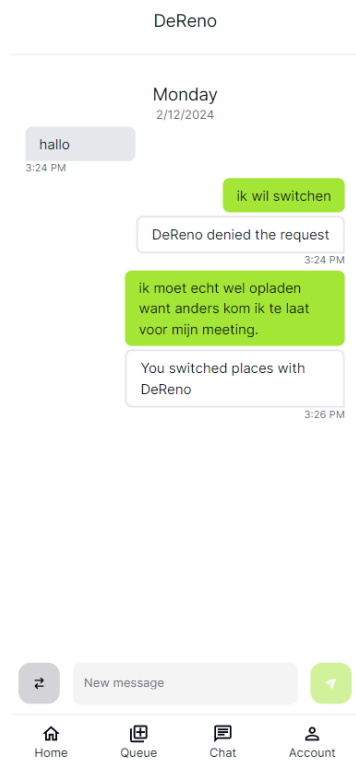 DeReno
Monday
2/12/2024
hallo
3:24 PM
ik wil switchen
DeReno denied the request
3:24 PM
ik moet echt wel opladen
want anders kom ik te laat
voor mijn meeting.
You switched places with
DeReno
3:26 PM
New message
Home
Queue
Chat
Account